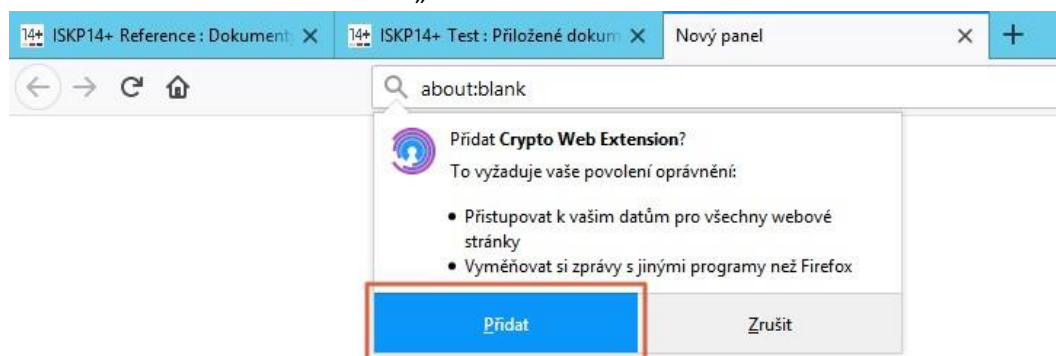 „
ISKP14+ Reference : Dokument
ISKP14+ Test : Přiložené dokum
Nový panel
about:blank
Přidat Crypto Web Extension?
To vyžaduje vaše povolení oprávnění:
• Přistupovat k vašim datům pro všechny webové
stránky
• Vyměňovat si zprávy s jinými programy než Firefox
Přidat
Zrušit